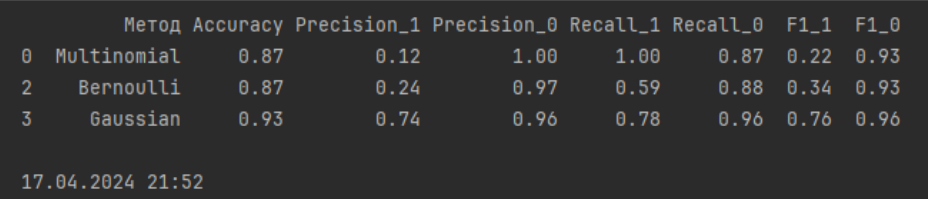 Метод Accuracy Precision_1 Precision_0 Recall_1 Recall_0 F1_1 F1_0
0 Multinomial 0.87 0.12 1.00 1.00 0.87 0.22 0.93
2 Bernoulli 0.87 0.24 0.97 0.59 0.88 0.34 0.93
3 Gaussian 0.93 0.74 0.96 0.78 0.96 0.76 0.96
17.04.2024 21:52